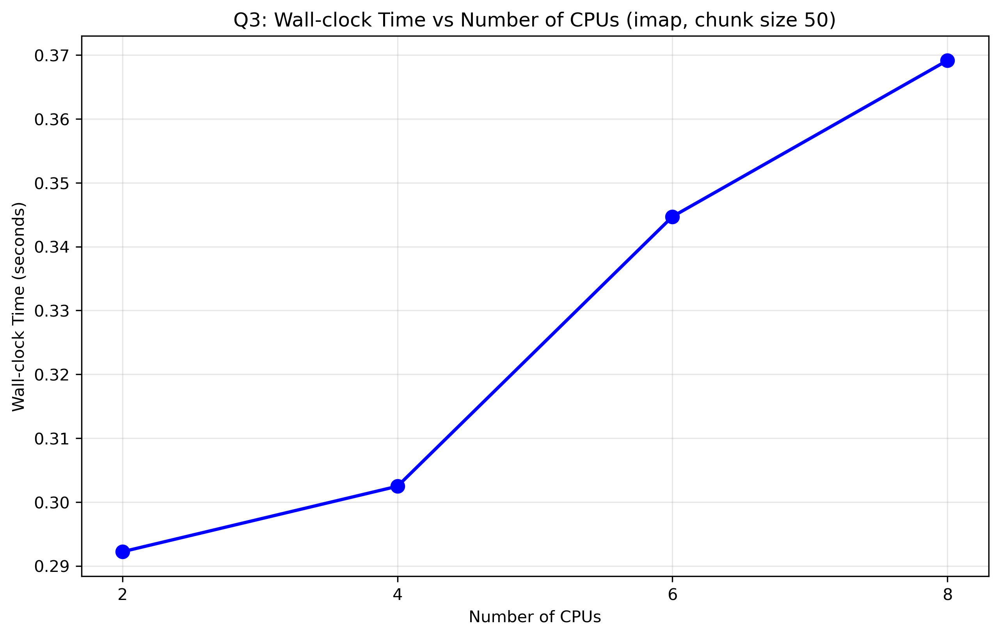 Q3: Wall-clock Time vs Number of CPUs (imap, chunk size 50)
0.37
0.36
0.35
0.34
0.33
0.32
0.31
0.30
0.29
Wall-clock Time (seconds)
2 4 6 8
Number of CPUs